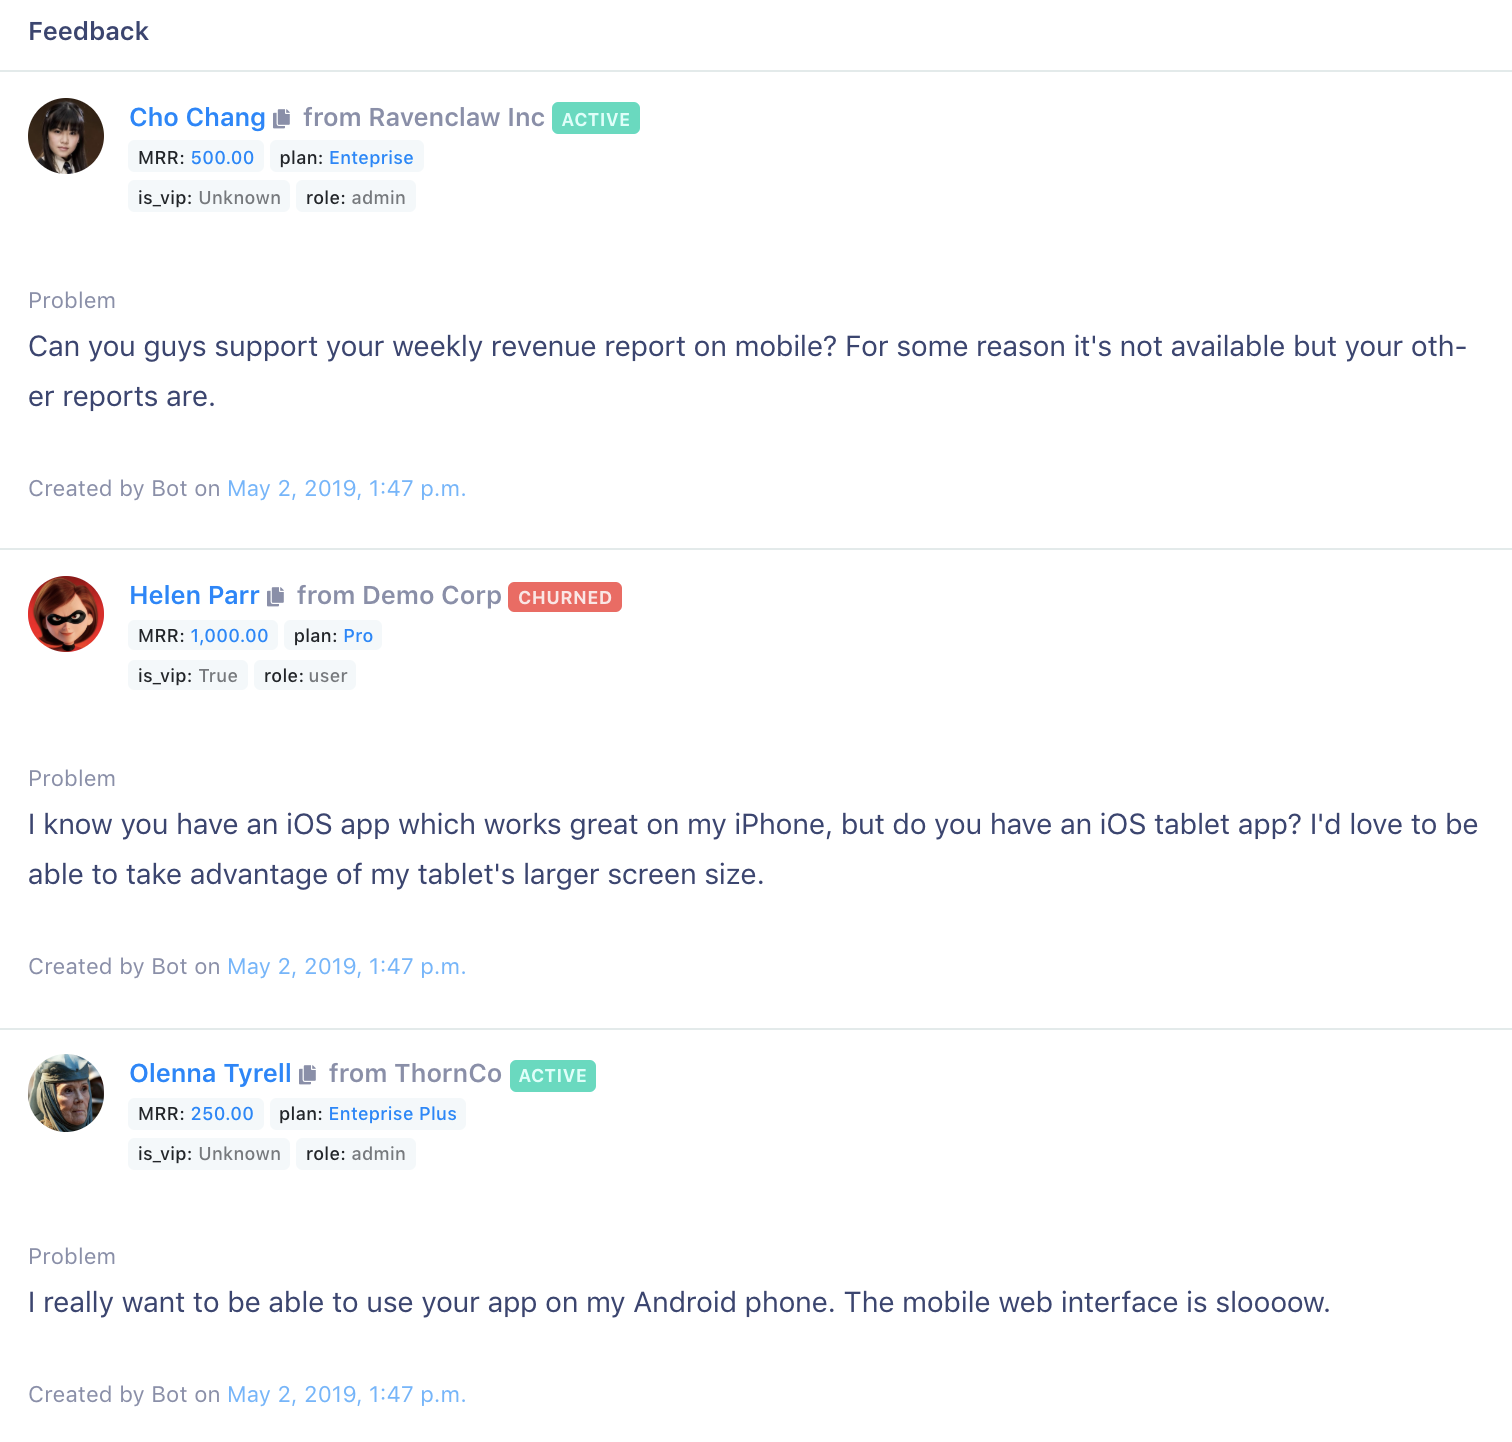 Feedback
Cho Chang from Ravenclaw Inc ACTIVE
MRR: 500.00 plan: Enteprise
is_vip: Unknown role: admin
Problem
Can you guys support your weekly revenue report on mobile? For some reason it's not available but your oth-
er reports are.
Created by Bot on May 2, 2019, 1:47 p.m.
Helen Parr from Demo Corp CHURNED
MRR: 1,000.00 plan: Pro
is_vip: True role: user
Problem
I know you have an iOS app which works great on my iPhone, but do you have an iOS tablet app? I'd love to be
able to take advantage of my tablet's larger screen size.
Created by Bot on May 2, 2019, 1:47 p.m.
Olenna Tyrell from ThornCo ACTIVE
MRR: 250.00 plan: Enteprise Plus
is_vip: Unknown role: admin
Problem
I really want to be able to use your app on my Android phone. The mobile web interface is sloooow.
Created by Bot on May 2, 2019, 1:47 p.m.